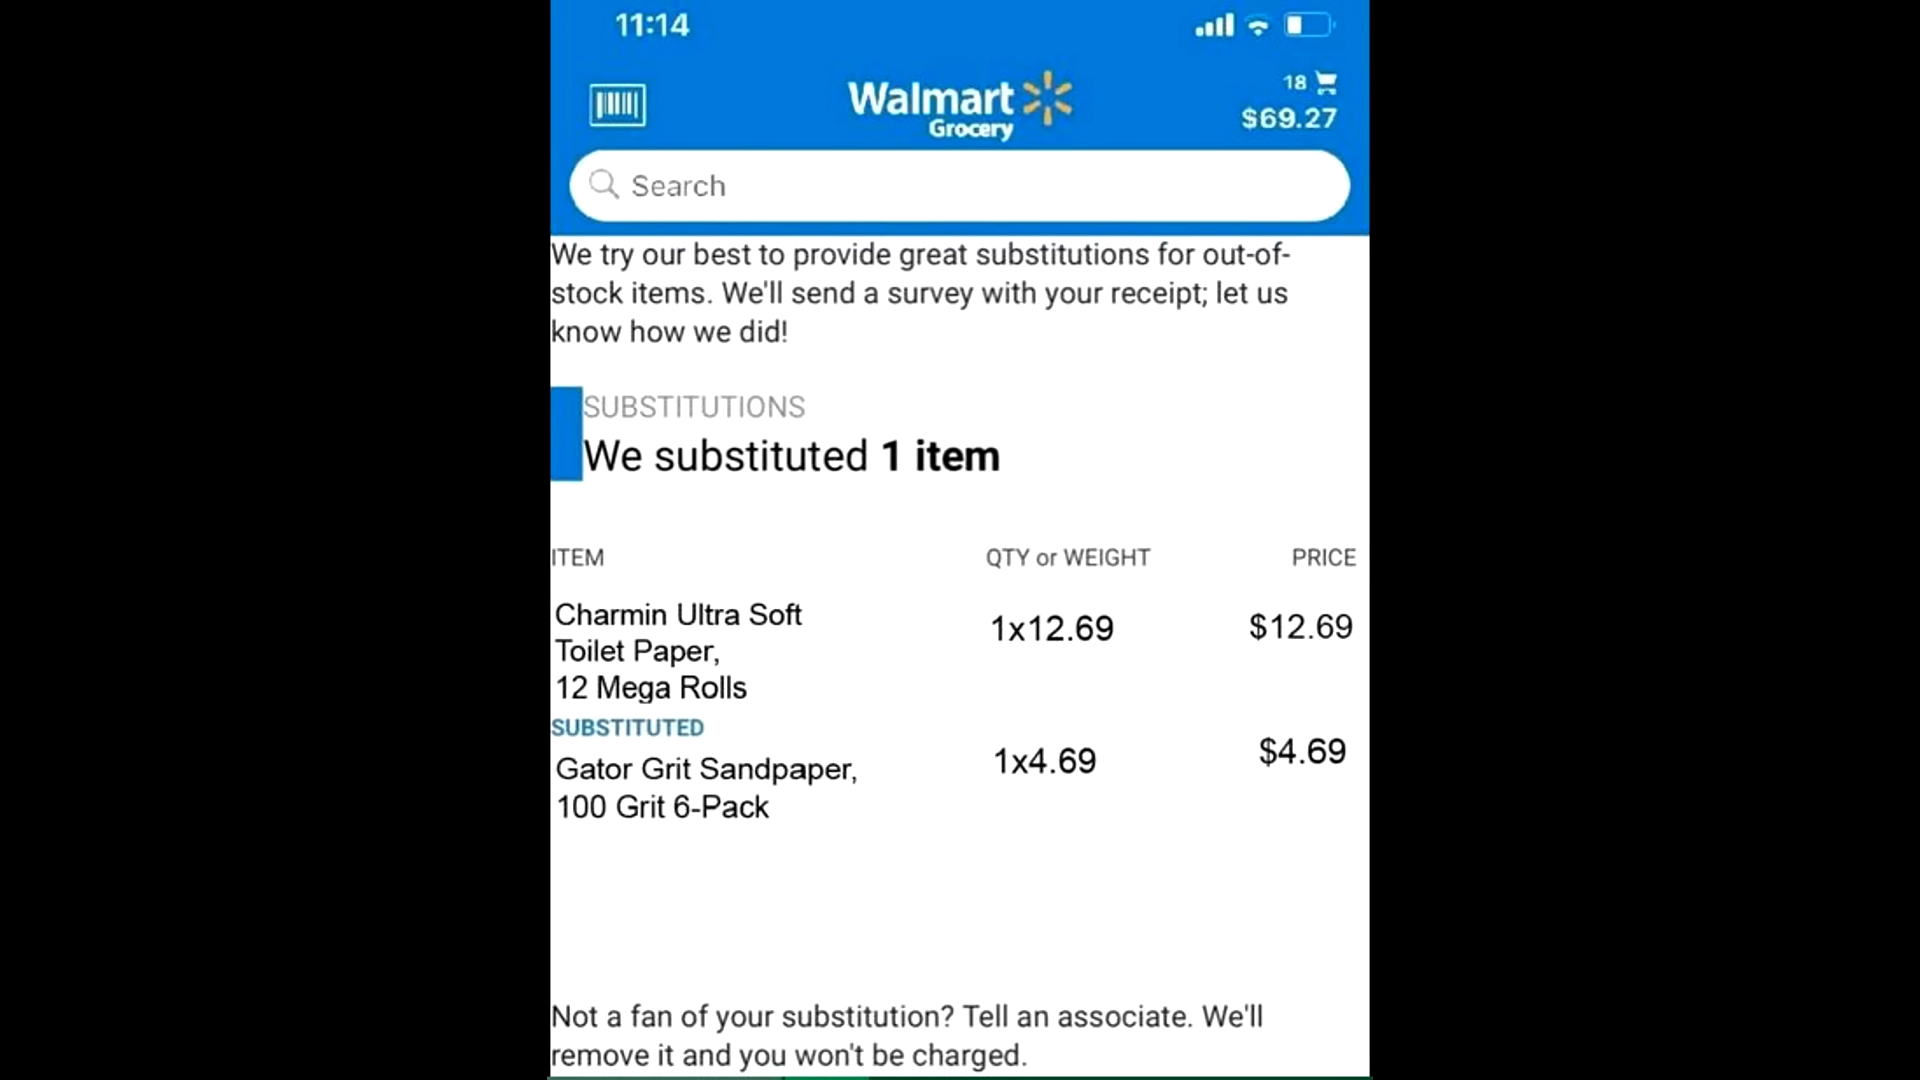 11:14
Walmart
Grocery
18
$69.27
Search
We try our best to provide great substitutions for out-of-
stock items. We'll send a survey with your receipt; let us
know how we did!
SUBSTITUTIONS
We substituted 1 item
ITEM QTY or WEIGHT PRICE
Charmin Ultra Soft 1x12.69 $12.69
Toilet Paper,
12 Mega Rolls
SUBSTITUTED
Gator Grit Sandpaper, 1x4.69 $4.69
100 Grit 6-Pack
Not a fan of your substitution? Tell an associate. We'll
remove it and you won't be charged.